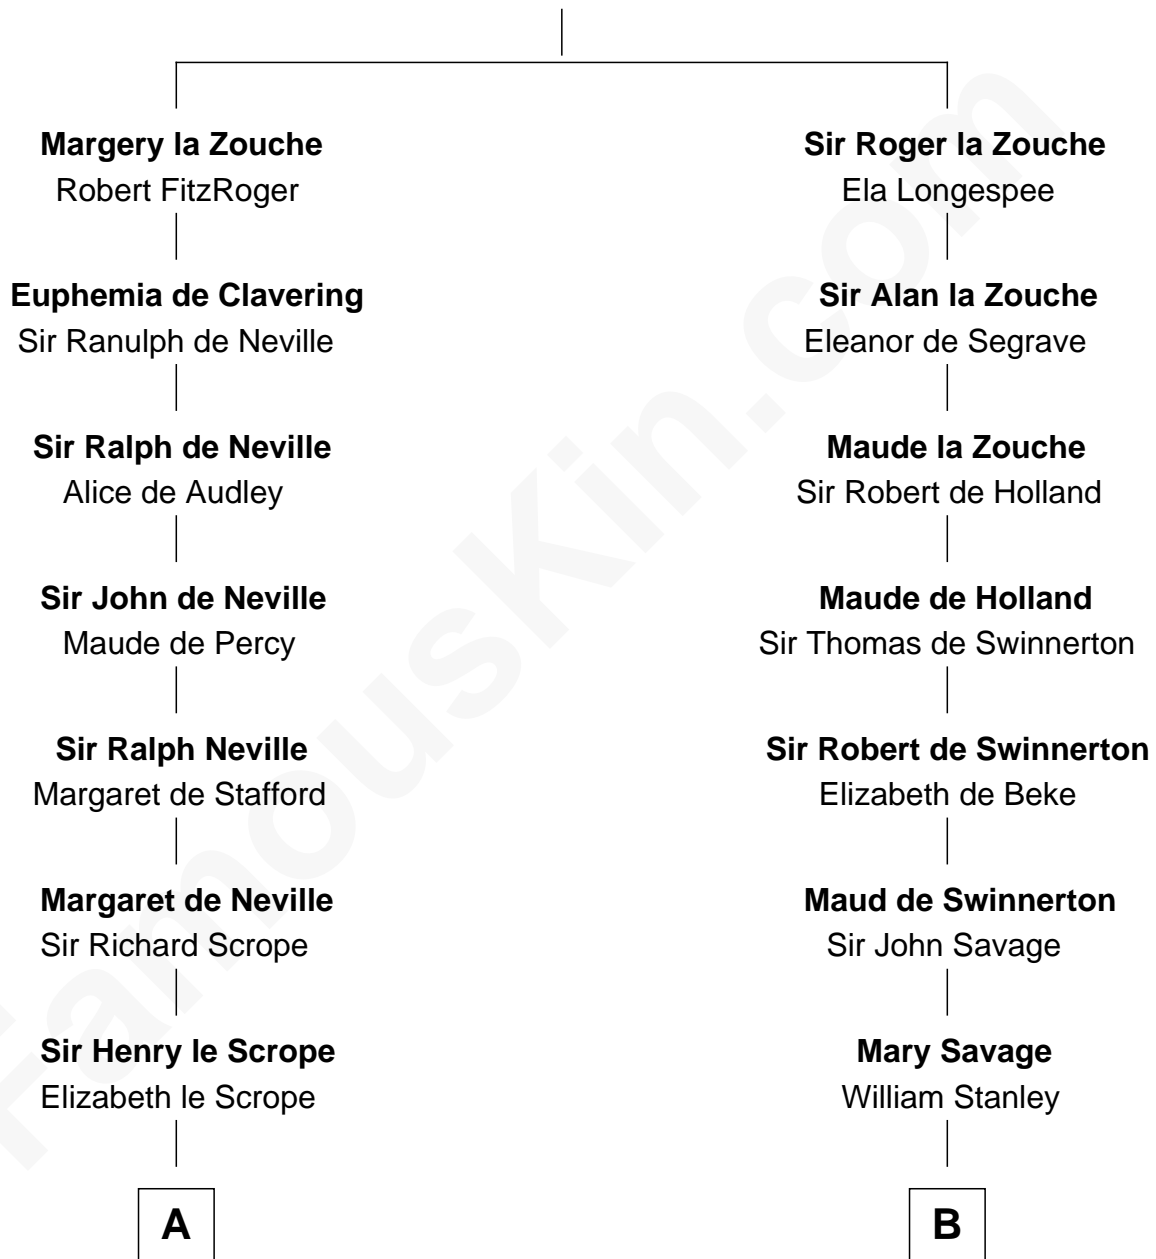 Margery la Zouche
Robert FitzRoger
Euphemia de Clavering
Sir Ranulph de Neville
Sir Ralph de Neville
Alice de Audley
Sir John de Neville
Maude de Percy
Sir Ralph Neville
Margaret de Stafford
Margaret de Neville
Sir Richard Scrope
Sir Henry le Scrope
Elizabeth le Scrope
A
Sir Roger la Zouche
Ela Longespee
Sir Alan la Zouche
Eleanor de Segrave
Maude la Zouche
Sir Robert de Holland
Maude de Holland
Sir Thomas de Swinnerton
Sir Robert de Swinnerton
Elizabeth de Beke
Maud de Swinnerton
Sir John Savage
Mary Savage
William Stanley
B
FamousKin.com